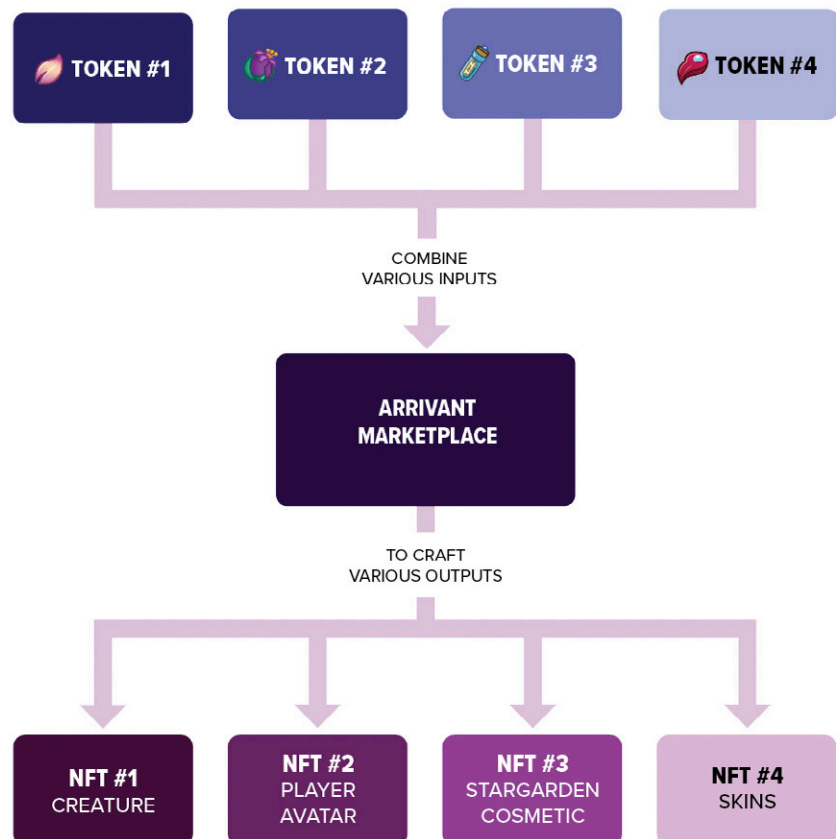 TOKEN #1
TOKEN #2
TOKEN #3
TOKEN #4
COMBINE
VARIOUS INPUTS
ARRIVANT
MARKETPLACE
TO CRAFT
VARIOUS OUTPUTS
NFT #1
CREATURE
NFT #2
PLAYER
AVATAR
NFT #3
STARGARDEN
COSMETIC
NFT #4
SKINS